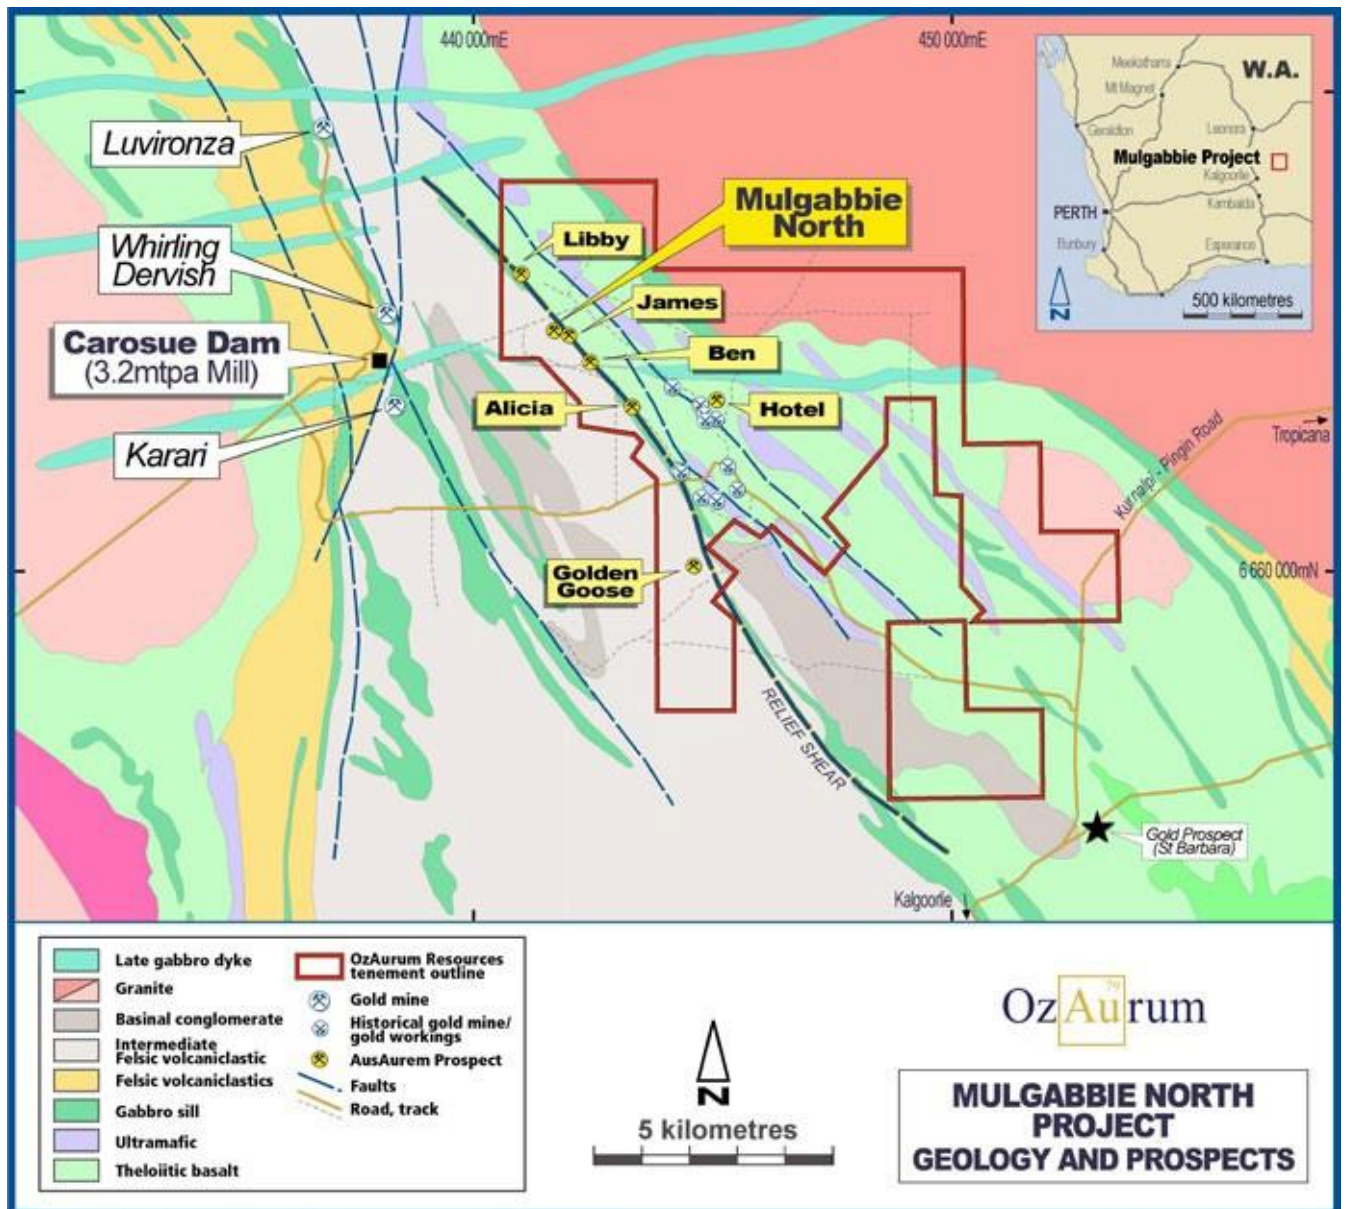 440 000mE
450 000mE
Meekatharra
W.A.
Mt Magnet
Geraldton
Leonora
Mulgabbie Project
Kalgoorlie
Kambalda
PERTH
Bunbury
Esperance
N
500 kilometres
Luvironza
Mulgabbie
North
Libby
Whirling
Dervish
James
Carosue Dam
(3.2mtpa Mill)
Ben
Alicia
Hotel
Karari
Tropicana
Kurnalpi - Pingin Road
Golden
Goose
6 660 000mN
RELIEF SHEAR
Gold Prospect
(St Barbara)
Kalgoorlie
Late gabbro dyke
Granite
Basinal conglomerate
Intermediate
Felsic volcaniclastic
Felsic volcaniclastics
Gabbro sill
Ultramafic
Theloiitic basalt
OzAurum Resources
tenement outline
Gold mine
Historical gold mine/
gold workings
AusAurem Prospect
Faults
Road, track
N
5 kilometres
79
OzAurum
MULGABBIE NORTH
PROJECT
GEOLOGY AND PROSPECTS